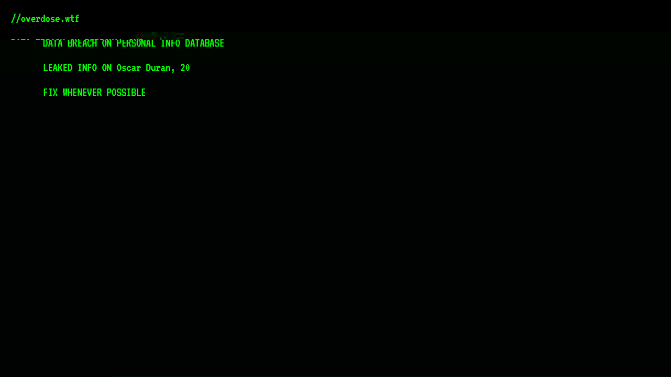 //overdose.wtf
DATA BREACH ON PERSONAL INFO DATABASE
LEAKED INFO ON Oscar Duran, 20
FIX WHENEVER POSSIBLE